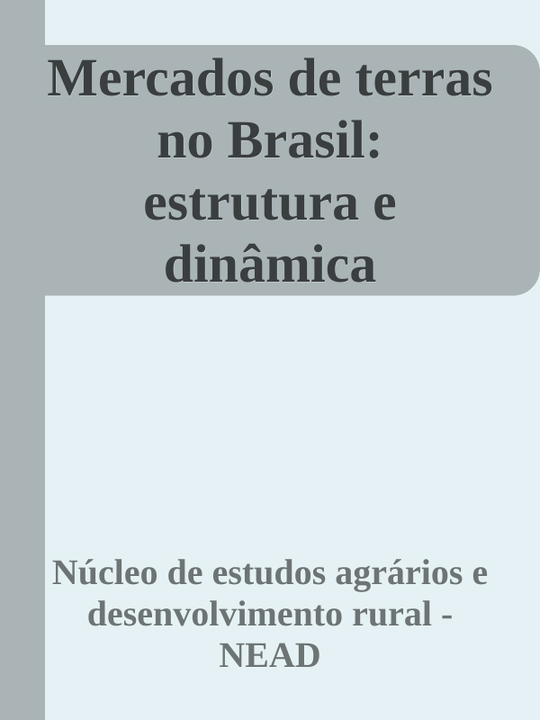 Mercados de terras
no Brasil:
estrutura e
dinâmica
Núcleo de estudos agrários e
desenvolvimento rural -
NEAD